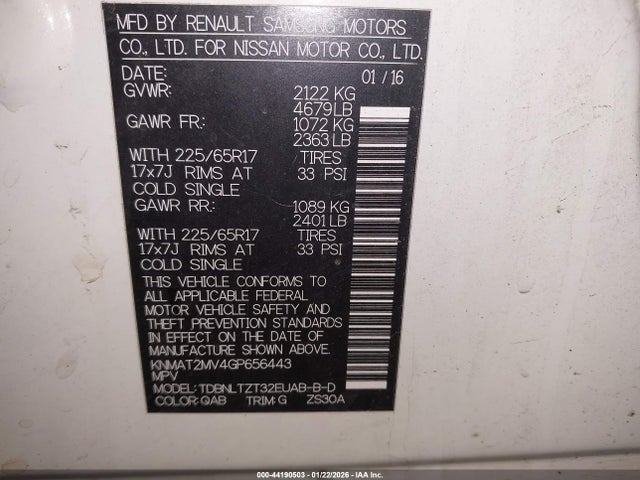 MFD BY RENAULT SAMSUNG MOTORS
CO., LTD. FOR NISSAN MOTOR CO., LTD.
DATE: 01 / 16
GVWR: 2122 KG
4679 LB
GAWR FR: 1072 KG
2363 LB
WITH 225/65R17 TIRES
17x7J RIMS AT 33 PSI
COLD SINGLE
GAWR RR: 1089 KG
2401 LB
WITH 225/65R17 TIRES
17x7J RIMS AT 33 PSI
COLD SINGLE
THIS VEHICLE CONFORMS TO
ALL APPLICABLE FEDERAL
MOTOR VEHICLE SAFETY AND
THEFT PREVENTION STANDARDS
IN EFFECT ON THE DATE OF
MANUFACTURE SHOWN ABOVE.
KNMAT2MV4GP656443
MPV
MODEL: TDBNLTZT32EUAB-B-D
COLOR: QAB TRIM: G ZS30A
000-44190503 - 01/22/2026 - IAA Inc.